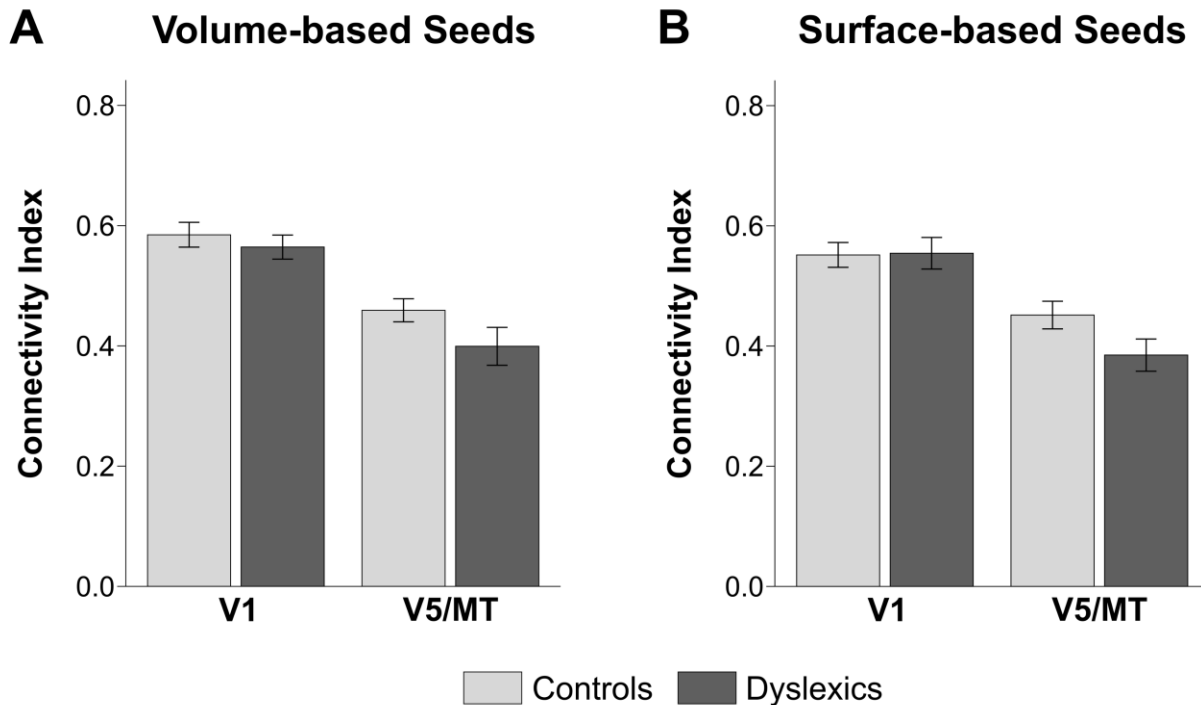 A Volume-based Seeds
Connectivity Index
0.8
0.6
0.4
0.2
0.0
V1 V5/MT
B Surface-based Seeds
Connectivity Index
0.8
0.6
0.4
0.2
0.0
V1 V5/MT
Controls Dyslexics